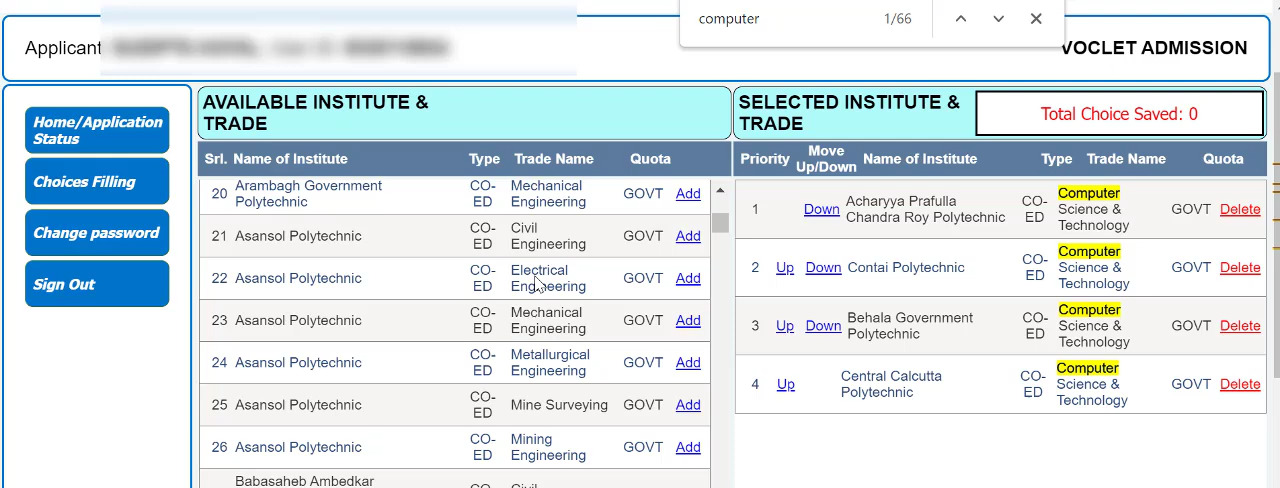 computer 1/66
Applicant
VOCLET ADMISSION
Home/Application
Status
Choices Filling
Change password
Sign Out
AVAILABLE INSTITUTE &
TRADE
Srl. Name of Institute Type Trade Name Quota
20 Arambagh Government Polytechnic CO-ED Mechanical Engineering GOVT Add
21 Asansol Polytechnic CO-ED Civil Engineering GOVT Add
22 Asansol Polytechnic CO-ED Electrical Engineering GOVT Add
23 Asansol Polytechnic CO-ED Mechanical Engineering GOVT Add
24 Asansol Polytechnic CO-ED Metallurgical Engineering GOVT Add
25 Asansol Polytechnic CO-ED Mine Surveying GOVT Add
26 Asansol Polytechnic CO-ED Mining Engineering GOVT Add
Babasaheb Ambedkar
SELECTED INSTITUTE &
TRADE
Total Choice Saved: 0
Priority Move Up/Down Name of Institute Type Trade Name Quota
1 Down Acharyya Prafulla Chandra Roy Polytechnic CO-ED Computer Science & Technology GOVT Delete
2 Up Down Contai Polytechnic CO-ED Computer Science & Technology GOVT Delete
3 Up Down Behala Government Polytechnic CO-ED Computer Science & Technology GOVT Delete
4 Up Central Calcutta Polytechnic CO-ED Computer Science & Technology GOVT Delete